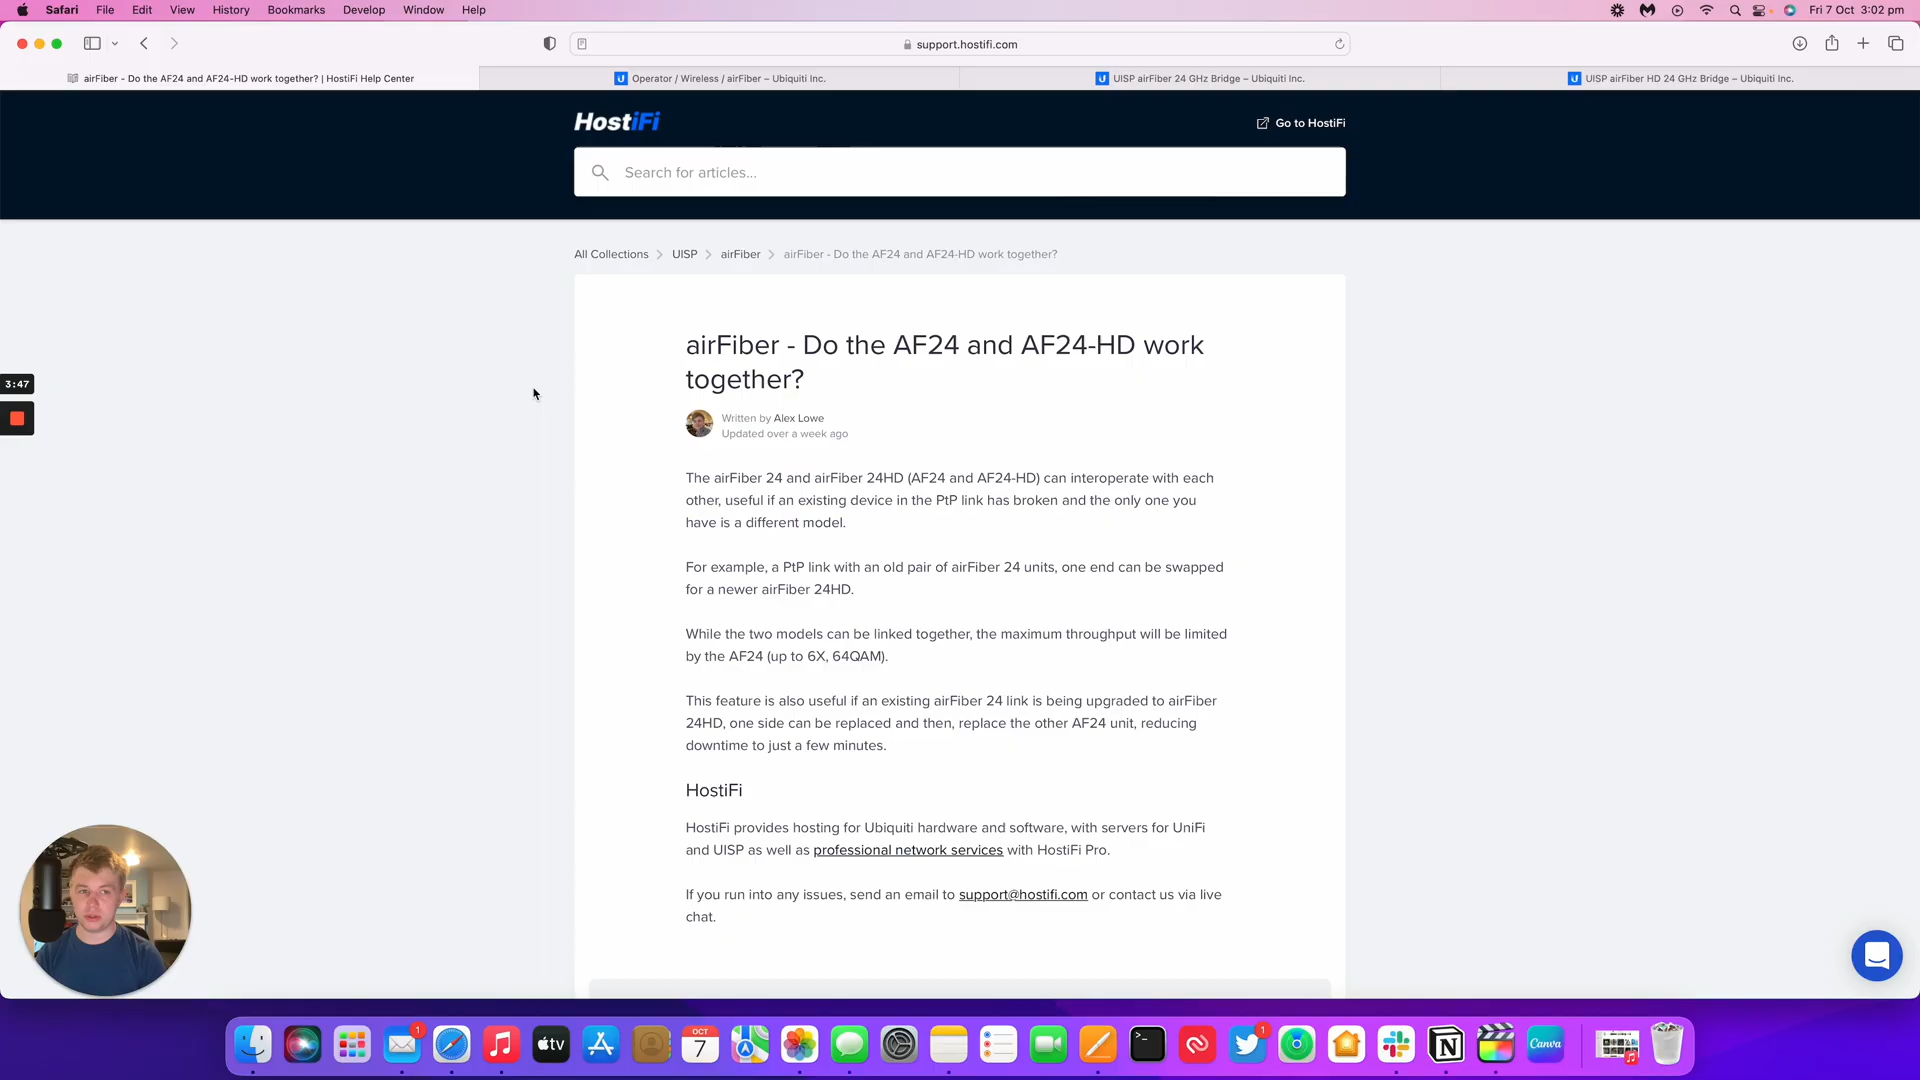 Safari File Edit View History Bookmarks Develop Window Help Fri 7 Oct 3:02 pm
support.hostifi.com
airFiber - Do the AF24 and AF24-HD work together? | HostiFi Help Center
Operator / Wireless / airFiber – Ubiquiti Inc.
UISP airFiber 24 GHz Bridge – Ubiquiti Inc.
UISP airFiber HD 24 GHz Bridge – Ubiquiti Inc.
HostiFi
Go to HostiFi
Search for articles...
All Collections > UISP > airFiber > airFiber - Do the AF24 and AF24-HD work together?
airFiber - Do the AF24 and AF24-HD work
together?
Written by Alex Lowe
Updated over a week ago
3:47
The airFiber 24 and airFiber 24HD (AF24 and AF24-HD) can interoperate with each
other, useful if an existing device in the PtP link has broken and the only one you
have is a different model.
For example, a PtP link with an old pair of airFiber 24 units, one end can be swapped
for a newer airFiber 24HD.
While the two models can be linked together, the maximum throughput will be limited
by the AF24 (up to 6X, 64QAM).
This feature is also useful if an existing airFiber 24 link is being upgraded to airFiber
24HD, one side can be replaced and then, replace the other AF24 unit, reducing
downtime to just a few minutes.
HostiFi
HostiFi provides hosting for Ubiquiti hardware and software, with servers for UniFi
and UISP as well as professional network services with HostiFi Pro.
If you run into any issues, send an email to support@hostifi.com or contact us via live
chat.
1
tv
OCT
7
1
Canva